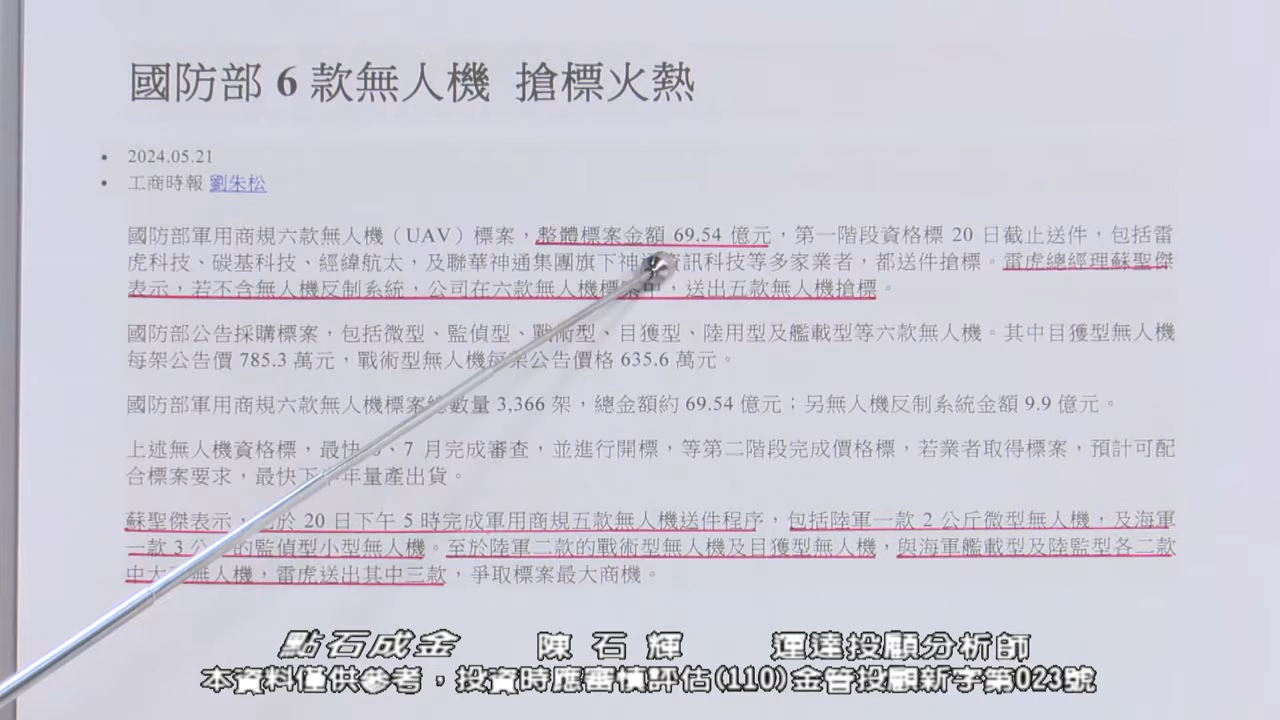 國防部 6 款無人機 搶標火熱
• 2024.05.21
• 工商時報 劉朱松
國防部軍用商規六款無人機（UAV）標案，整體標案金額 69.54 億元，第一階段資格標 20 日截止送件，包括雷
虎科技、碳基科技、經緯航太，及聯華神通集團旗下神通資訊科技等多家業者，都送件搶標。雷虎總經理蘇聖傑
表示，若不含無人機反制系統，公司在六款無人機標案中，送出五款無人機搶標。
國防部公告採購標案，包括微型、監偵型、戰術型、目獲型、陸用型及艦載型等六款無人機。其中目獲型無人機
每架公告價 785.3 萬元，戰術型無人機每架公告價格 635.6 萬元。
國防部軍用商規六款無人機標案總數量 3,366 架，總金額約 69.54 億元；另無人機反制系統金額 9.9 億元。
上述無人機資格標，最快、7 月完成審查，並進行開標，等第二階段完成價格標，若業者取得標案，預計可配
合標案要求，最快下半年量產出貨。
蘇聖傑表示，於 20 日下午 5 時完成軍用商規五款無人機送件程序，包括陸軍一款 2 公斤微型無人機，及海軍
一款 3 公的監偵型小型無人機。至於陸軍二款的戰術型無人機及目獲型無人機，與海軍艦載型及陸監型各二款
中大無人機，雷虎送出其中三款，爭取標案最大商機。
點石成金 陳石輝 運達投顧分析師
本資料僅供參考，投資時應審慎評估(110)金管投顧新字第023號